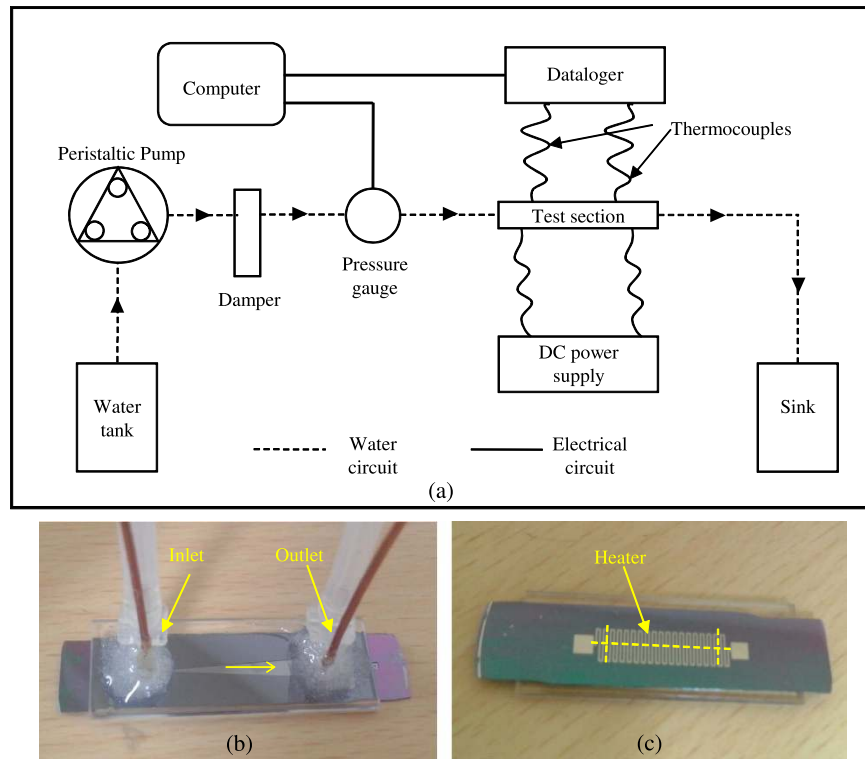 Computer
Dataloger
Thermocouples
Peristaltic Pump
Test section
Pressure
gauge
Damper
DC power
supply
Water
tank
Sink
Water
circuit
Electrical
circuit
(a)
Inlet
Outlet
(b)
Heater
(c)